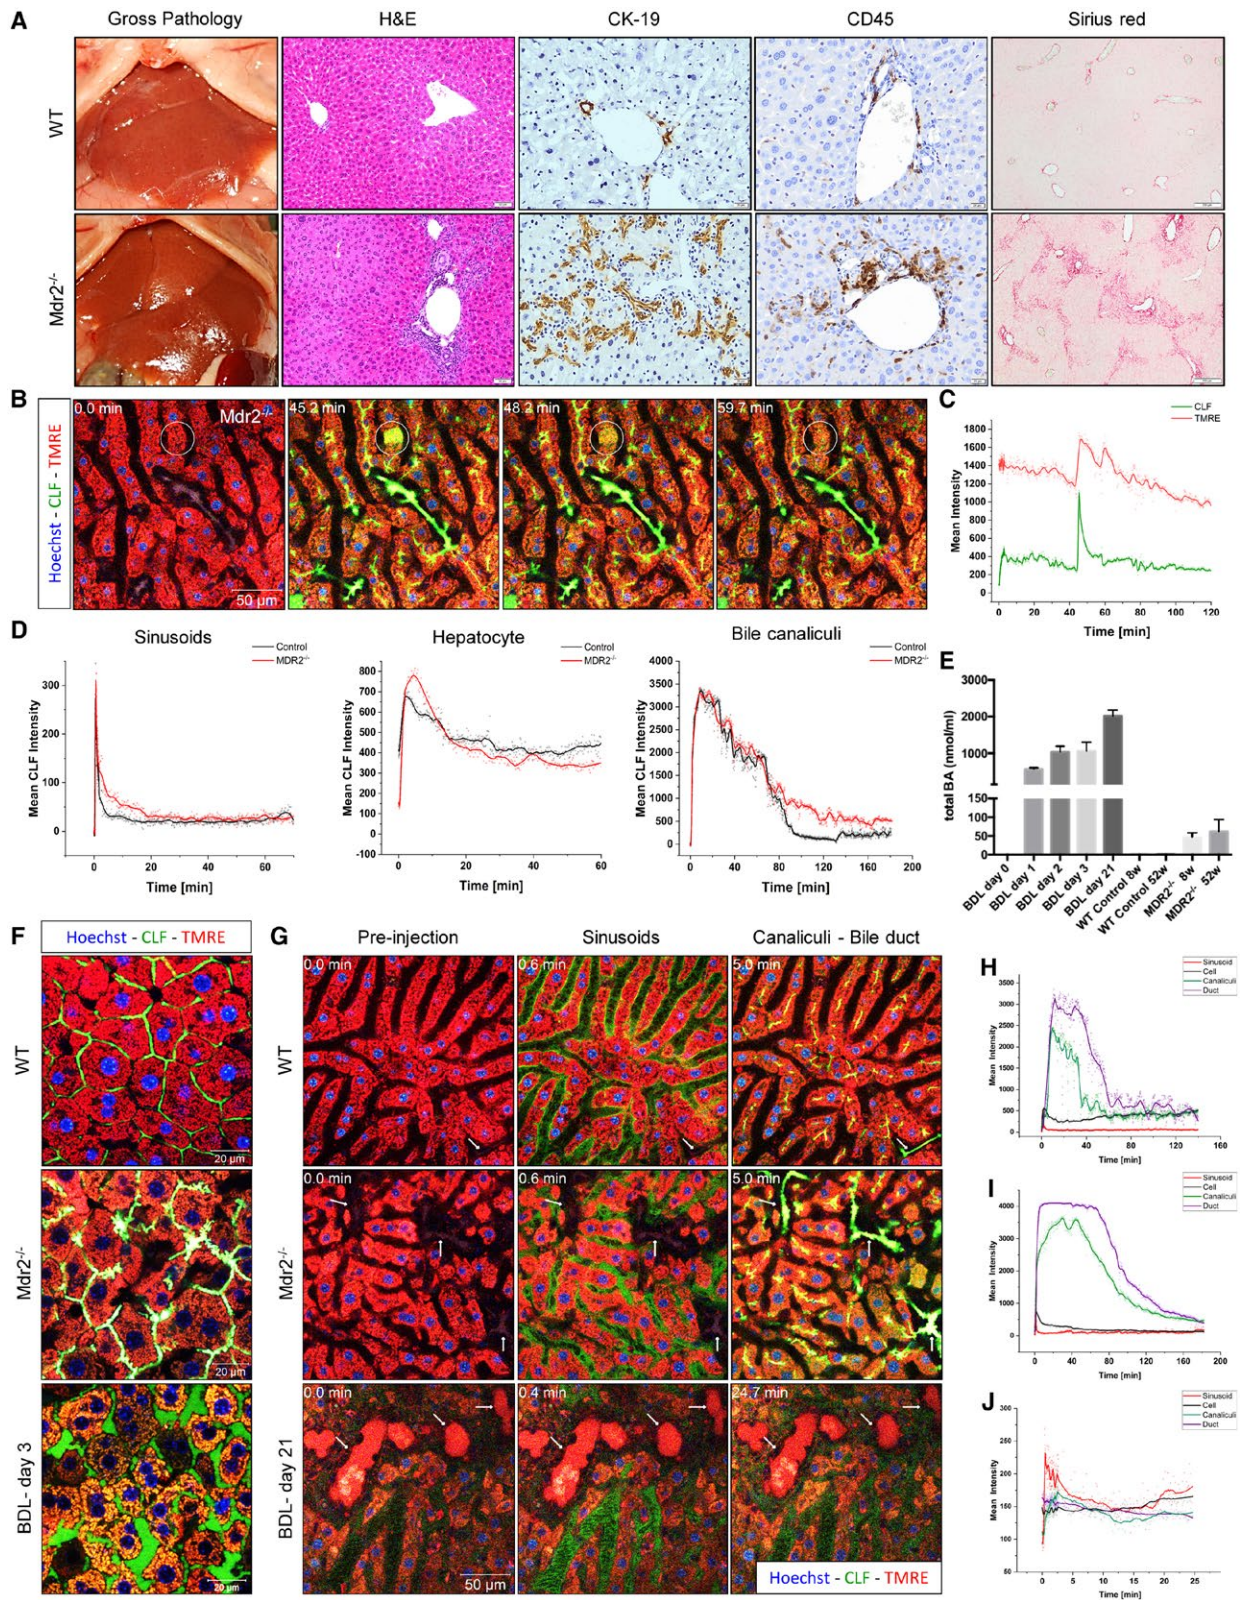 A
Gross Pathology
H&E
CK-19
CD45
Sirius red
WT
Mdr2-/-
B
Hoechst - CLF - TMRE
0.0 min
Mdr2-/-
50 µm
45.2 min
48.2 min
59.7 min
C
CLF
TMRE
Mean Intensity
1800
1600
1400
1200
1000
800
600
400
200
0
0 20 40 60 80 100 120
Time [min]
D
Sinusoids
Control
MDR2-/-
Mean CLF Intensity
300
200
100
0
0 20 40 60
Time [min]
Hepatocyte
Control
MDR2-/-
Mean CLF Intensity
800
700
600
500
400
300
200
100
0
-100
0 20 40 60
Time [min]
Bile canaliculi
Control
MDR2-/-
Mean CLF Intensity
4000
3500
3000
2500
2000
1500
1000
500
0
0 40 80 120 160 200
Time [min]
E
total BA (nmol/ml)
3000
2000
1000
150
100
50
0
BDL day 0
BDL day 1
BDL day 2
BDL day 3
BDL day 21
WT Control 8w
WT Control 52w
MDR2-/- 8w
MDR2-/- 52w
F
Hoechst - CLF - TMRE
WT
20 µm
Mdr2-/-
20 µm
BDL- day 3
20 µm
G
Pre-injection
Sinusoids
Canaliculi - Bile duct
WT
0.0 min
0.6 min
5.0 min
Mdr2-/-
0.0 min
0.6 min
5.0 min
BDL- day 21
0.0 min
0.4 min
24.7 min
50 µm
Hoechst - CLF - TMRE
H
Sinusoid
Cell
Canaliculi
Duct
Mean Intensity
3500
3000
2500
2000
1500
1000
500
0
0 40 80 120 160
Time [min]
I
Sinusoid
Cell
Canaliculi
Duct
Mean Intensity
4000
3000
2000
1000
0
0 40 80 120 160 200
Time [min]
J
Sinusoid
Cell
Canaliculi
Duct
Mean Intensity
300
250
200
150
100
50
0 5 10 15 20 25
Time [min]